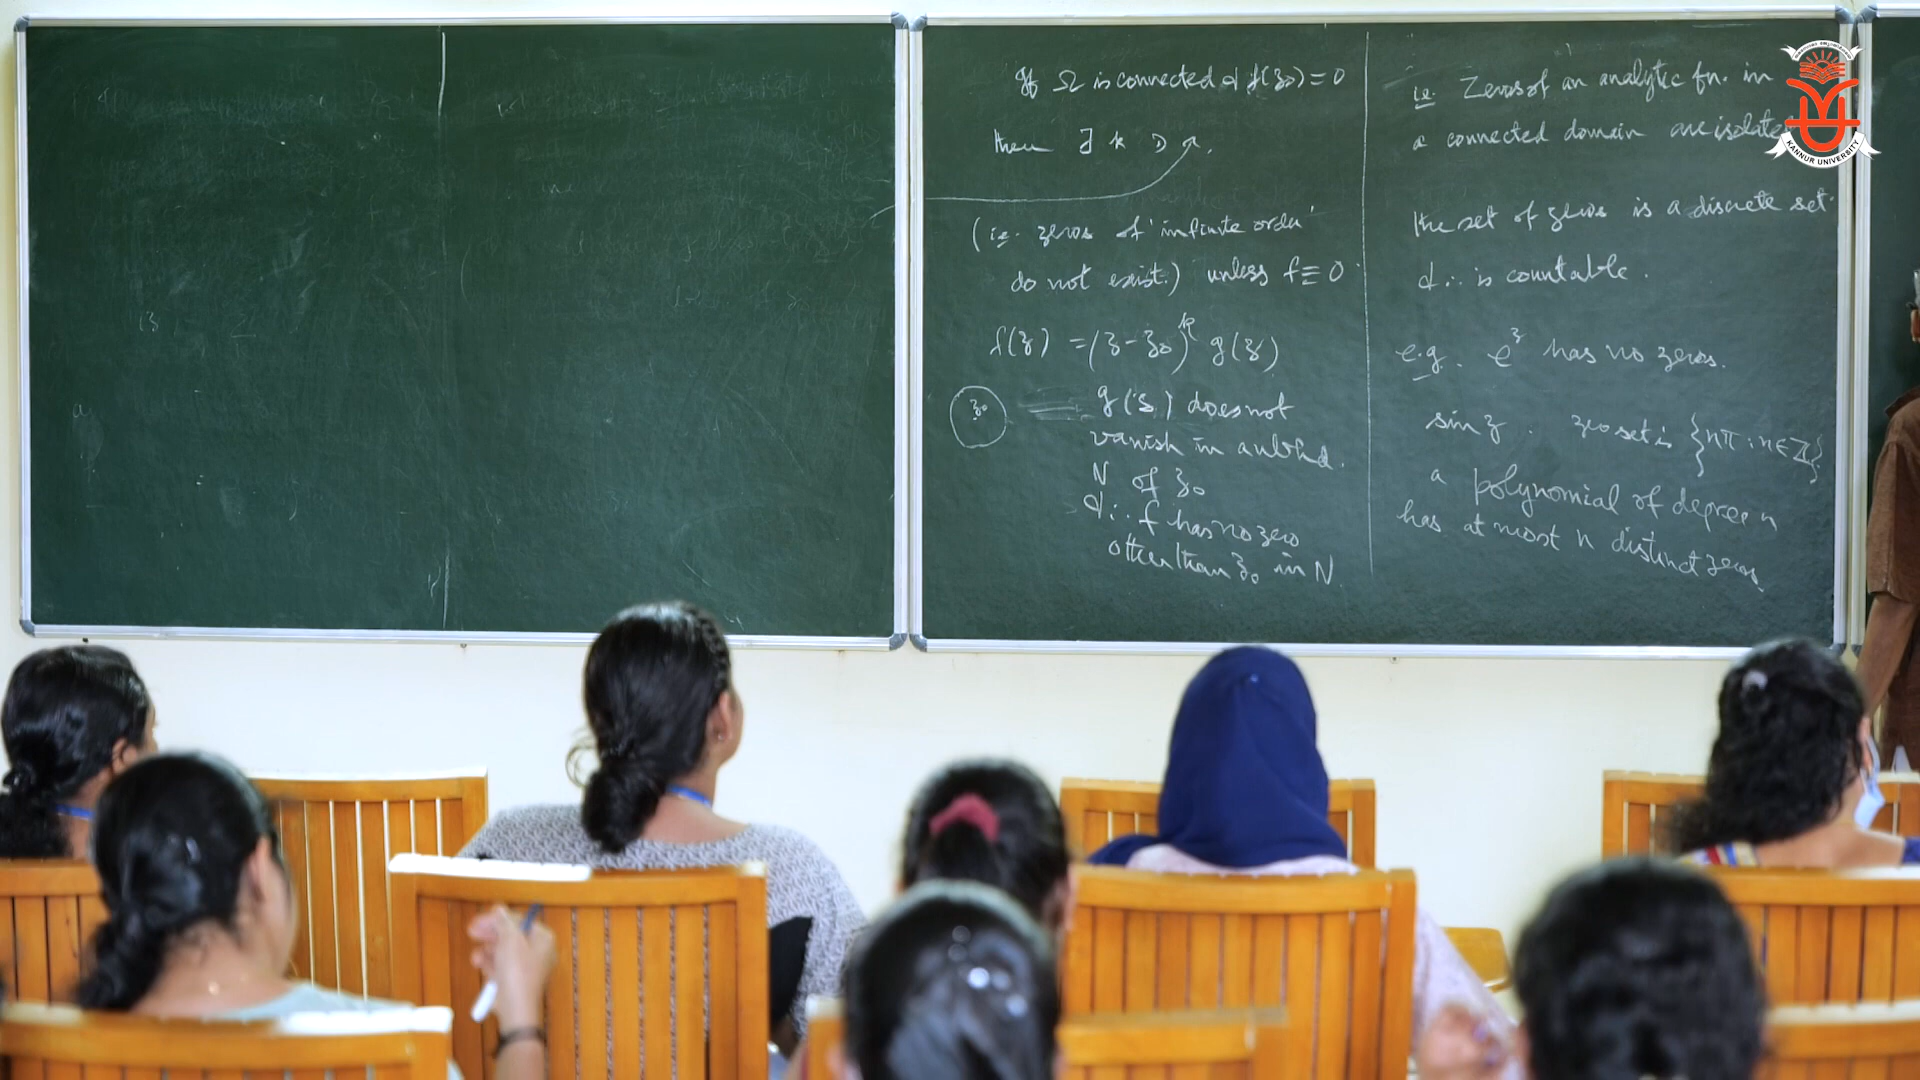 If Ω is connected & f(z₀) = 0
then ∃ k ∋
(i.e. zeros of 'infinite order'
do not exist.) unless f ≡ 0
f(z) = (z-z₀)ᵏ g(z)
z₀
g(z) does not
vanish in a nbhd.
N of z₀
& ∴ f has no zero
other than z₀ in N.
i.e. Zeros of an analytic fn. in
a connected domain are isolated
the set of zeros is a discrete set.
& ∴ is countable.
e.g. eᶻ has no zeros.
sin z. zero set is {nπ : n ∈ ℤ}
a polynomial of degree n
has at most n distinct zeros.
KANNUR UNIVERSITY